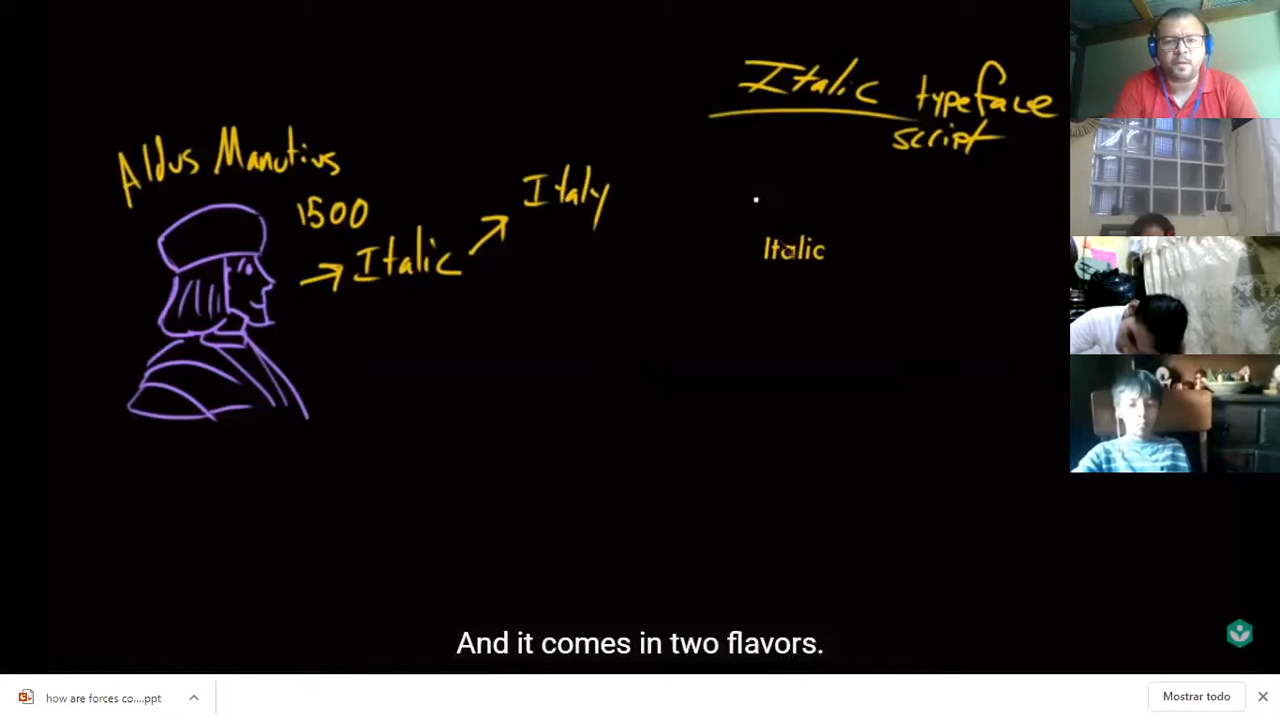 Italic typeface
script
Aldus Manutius
1500
→ Italic → Italy
Italic
And it comes in two flavors.
how are forces co....ppt
Mostrar todo